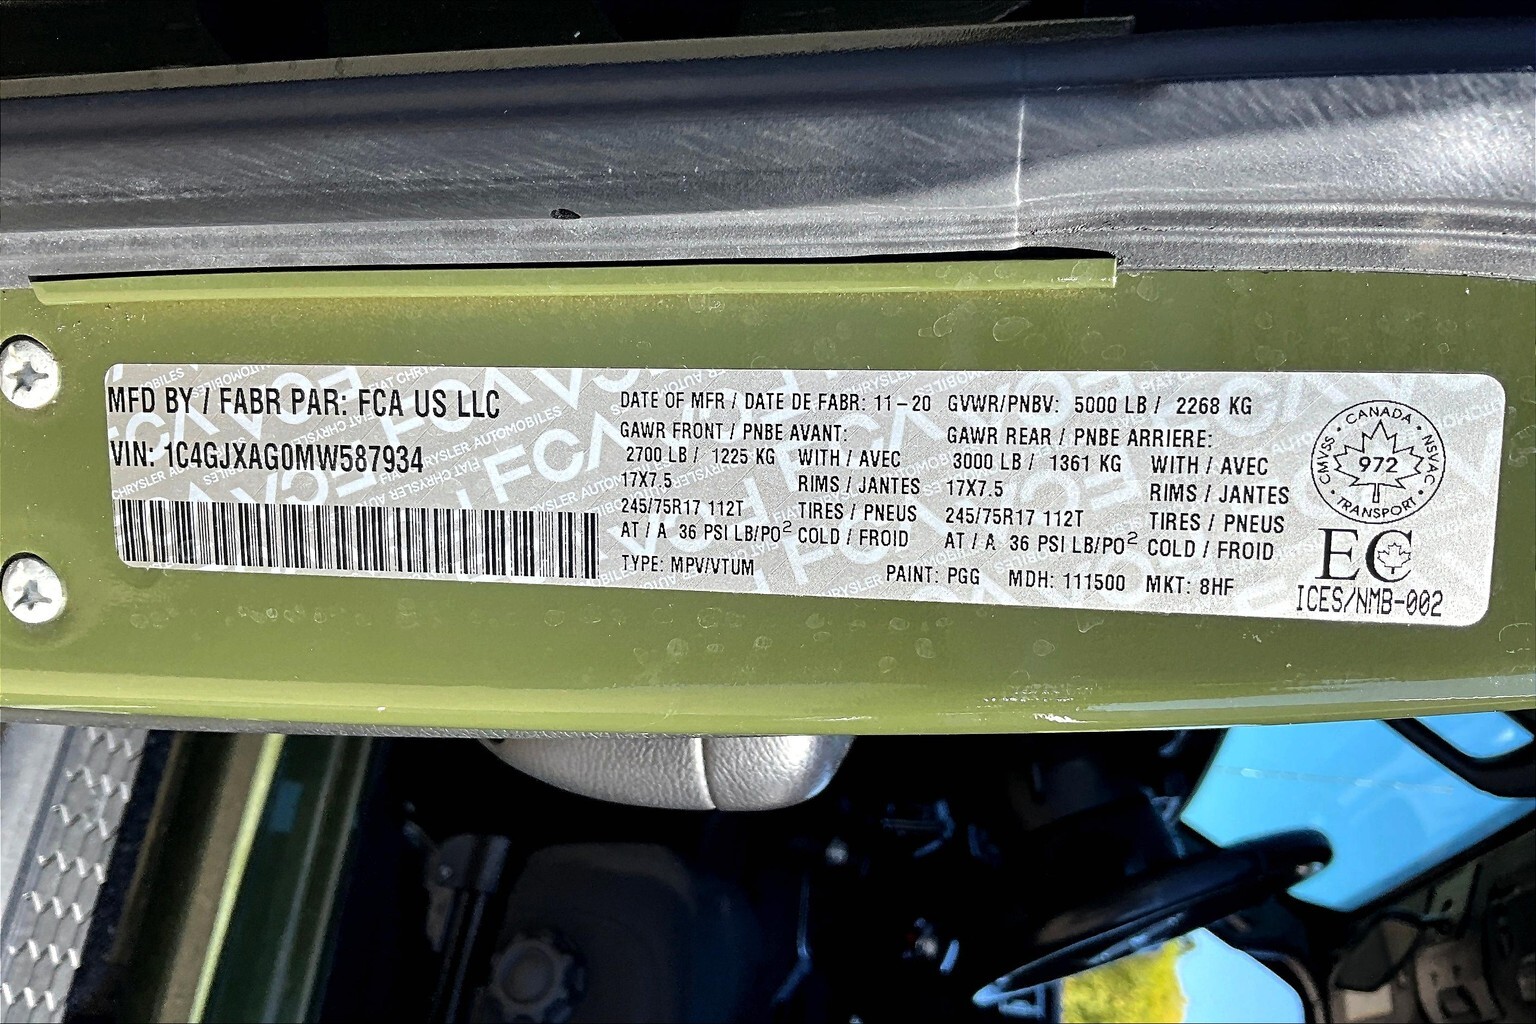 MFD BY / FABR PAR: FCA US LLC
VIN: 1C4GJXAG0MW587934
DATE OF MFR / DATE DE FABR: 11-20
GVWR/PNBV: 5000 LB / 2268 KG
GAWR FRONT / PNBE AVANT:
2700 LB / 1225 KG WITH / AVEC
17X7.5 RIMS / JANTES
245/75R17 112T TIRES / PNEUS
AT / A 36 PSI LB/PO² COLD / FROID
TYPE: MPV/VTUM
GAWR REAR / PNBE ARRIERE:
3000 LB / 1361 KG WITH / AVEC
17X7.5 RIMS / JANTES
245/75R17 112T TIRES / PNEUS
AT / A 36 PSI LB/PO² COLD / FROID
PAINT: PGG MDH: 111500 MKT: 8HF
CANADA
CMVSS · NSVAC
972
TRANSPORT
EC
ICES/NMB-002